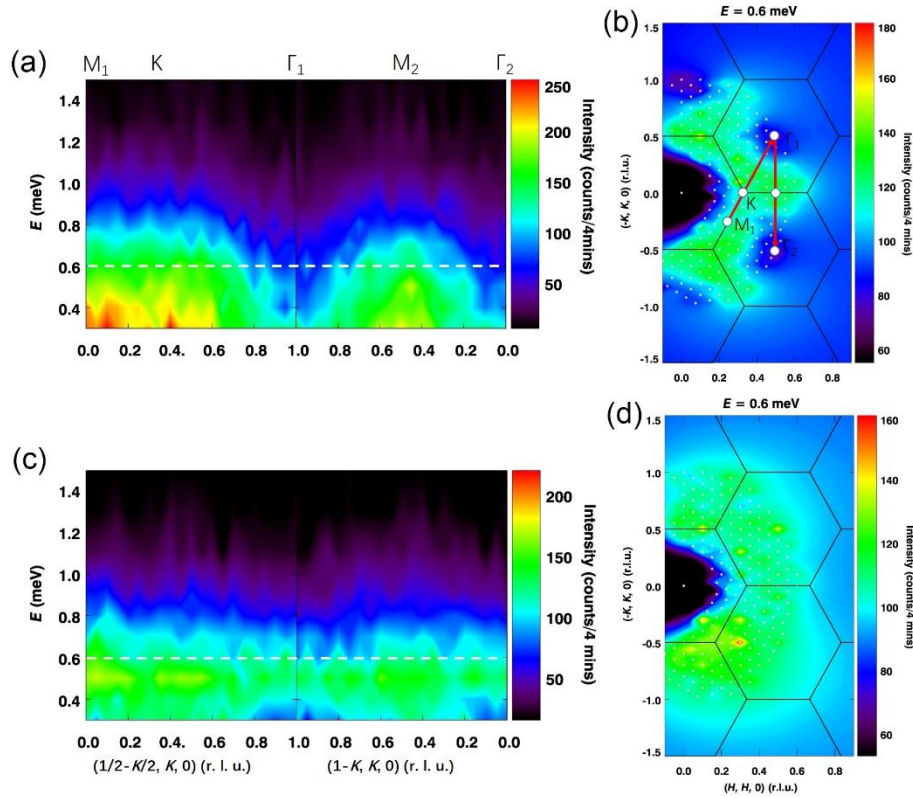 (a)
M₁ K Γ₁ M₂ Γ₂
E (meV)
1.4
1.2
1.0
0.8
0.6
0.4
0.0 0.2 0.4. 0.6 0.8 1.0 0.8 0.6 0.4 0.2 0.0
250
200
150
100
50
Intensity (counts/4mins)
(b)
E = 0.6 meV
(-K, K, 0) (r.l.u.)
1.5
1.0
0.5
0.0
-0.5
-1.0
-1.5
0.0 0.2 0.4 0.6 0.8
Γ₁
K
M₁
₂
180
160
140
120
100
80
60
Intensity (counts/4 mins)
(c)
E (meV)
1.4
1.2
1.0
0.8
0.6
0.4
0.0 0.2 0.4. 0.6 0.8 1.0 0.8 0.6 0.4 0.2 0.0
(1/2-K/2, K, 0) (r. l. u.) (1-K, K, 0) (r. l. u.)
200
150
100
50
Intensity (counts/4 mins)
(d)
E = 0.6 meV
(-K, K, 0) (r.l.u.)
1.5
1.0
0.5
0.0
-0.5
-1.0
-1.5
0.0 0.2 0.4 0.6 0.8
(H, H, 0) (r.l.u.)
160
140
120
100
80
60
Intensity (counts/4 mins)